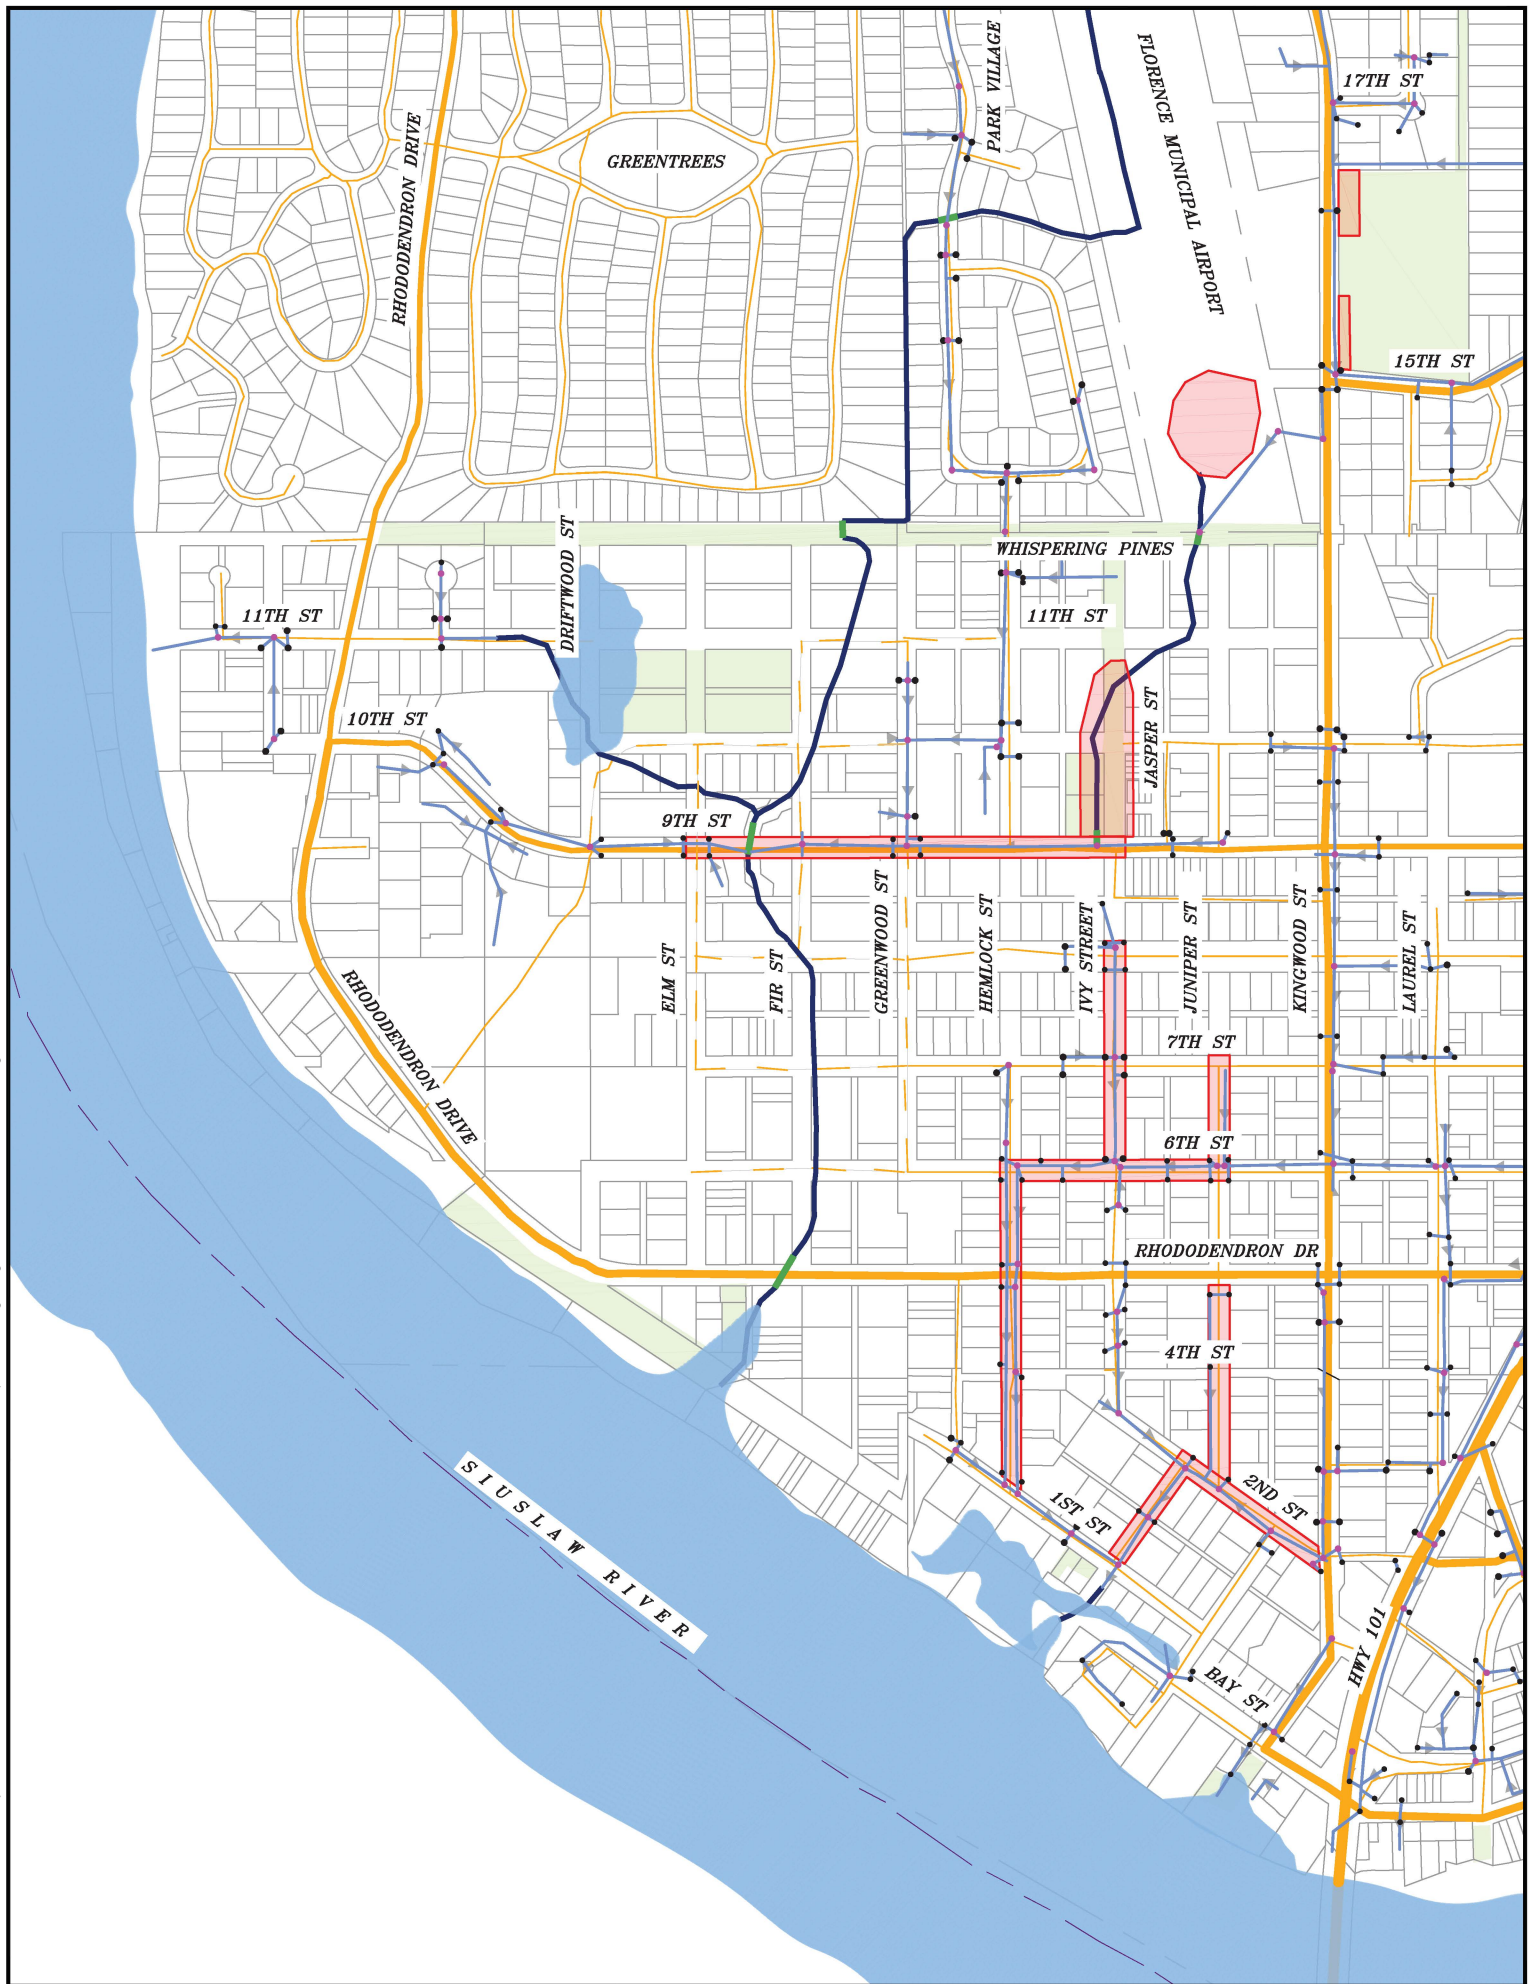 PARK VILLAGE
FLORENCE MUNICIPAL AIRPORT
17TH ST
RHODODENDRON DRIVE
GREENTREES
15TH ST
DRIFTWOOD ST
WHISPERING PINES
11TH ST
11TH ST
10TH ST
JASPER ST
9TH ST
ELM ST
FIR ST
GREENWOOD ST
HEMLOCK ST
IVY STREET
JUNIPER ST
KINGWOOD ST
LAUREL ST
RHODODENDRON DRIVE
7TH ST
6TH ST
RHODODENDRON DR
4TH ST
2ND ST
1ST ST
SIUSLAW RIVER
HWY 101
BAY ST